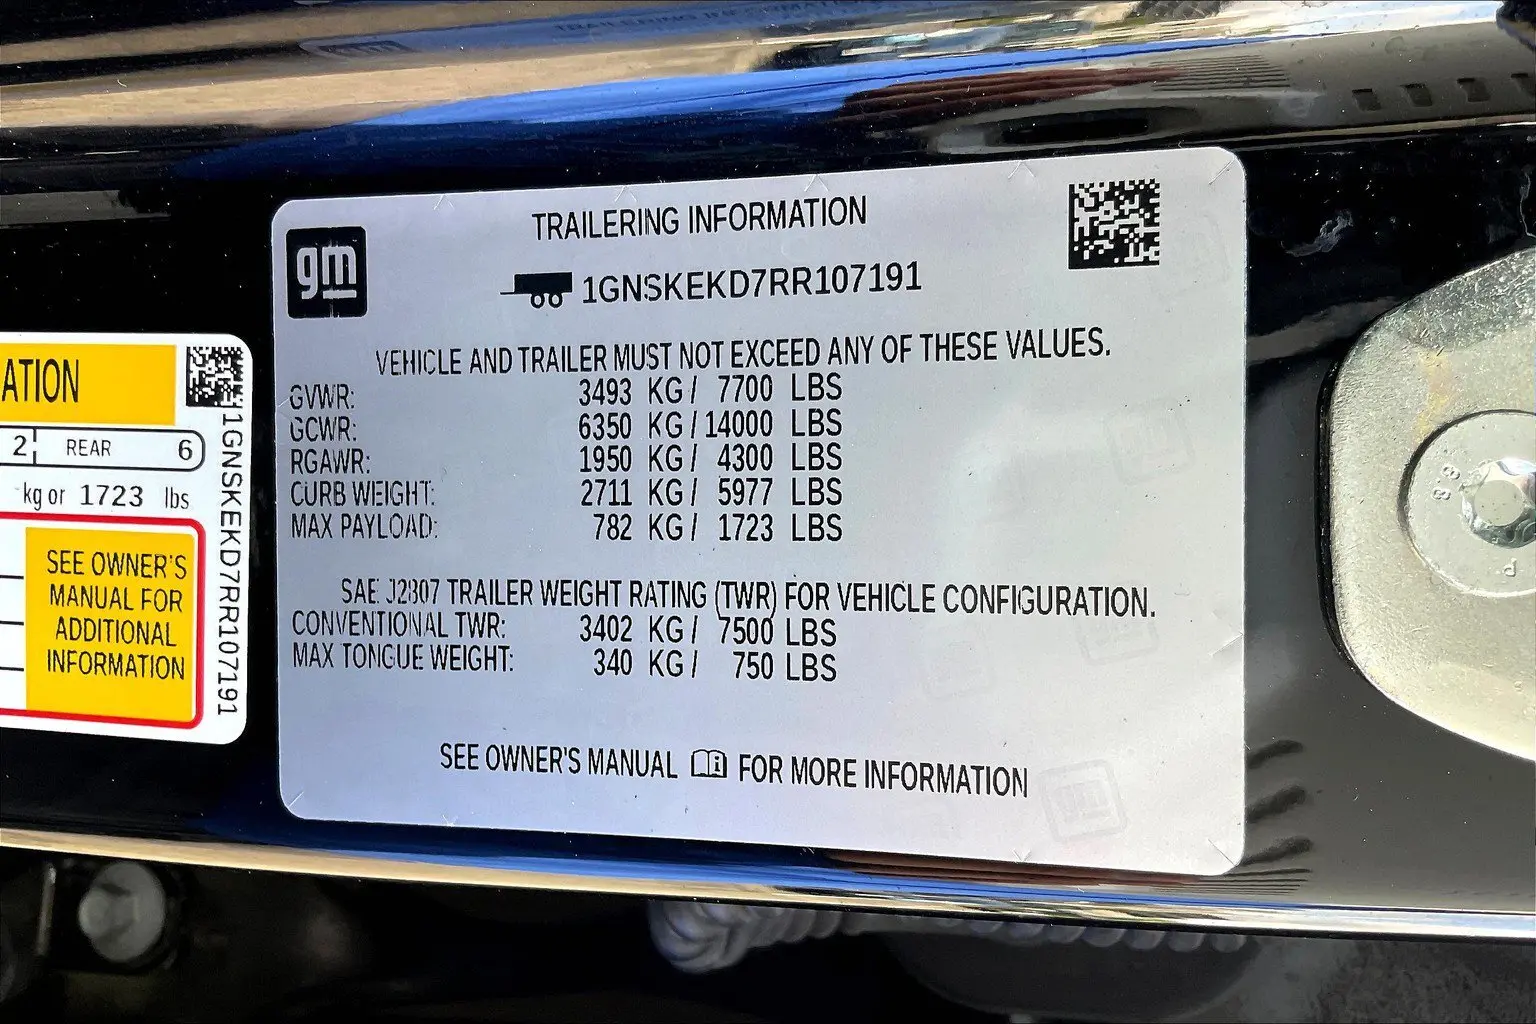 ATION
2 REAR 6
kg or 1723 lbs
SEE OWNER'S
MANUAL FOR
ADDITIONAL
INFORMATION
1GNSKEKD7RR107191
gm
TRAILERING INFORMATION
1GNSKEKD7RR107191
VEHICLE AND TRAILER MUST NOT EXCEED ANY OF THESE VALUES.
GVWR: 3493 KG / 7700 LBS
GCWR: 6350 KG / 14000 LBS
RGAWR: 1950 KG / 4300 LBS
CURB WEIGHT: 2711 KG / 5977 LBS
MAX PAYLOAD: 782 KG / 1723 LBS
SAE J2807 TRAILER WEIGHT RATING (TWR) FOR VEHICLE CONFIGURATION.
CONVENTIONAL TWR: 3402 KG / 7500 LBS
MAX TONGUE WEIGHT: 340 KG / 750 LBS
SEE OWNER'S MANUAL FOR MORE INFORMATION
8.8
P